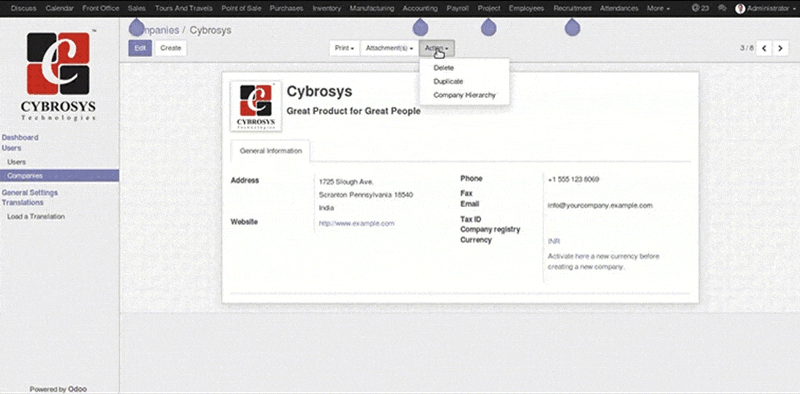 Discuss Calendar Front Office Sales Tours And Travels Point of Sale Purchases Inventory Manufacturing Accounting Payroll Project Employees Recruitment Attendances More @ 23 Administrator
CYBROSYS
Technologies
Dashboard
Users
Users
Companies
General Settings
Translations
Load a Translation
Powered by Odoo
Companies / Cybrosys
Edit Create Print Attachment(s) Action 3 / 8
Delete
Duplicate
Company Hierarchy
CYBROSYS
Technologies
Cybrosys
Great Product for Great People
General Information
Address 1725 Slough Ave.
Scranton Pennsylvania 18540
India
Website http://www.example.com
Phone +1 555 123 8069
Fax
Email info@yourcompany.example.com
Tax ID
Company registry
Currency INR
Activate here a new currency before
creating a new company.